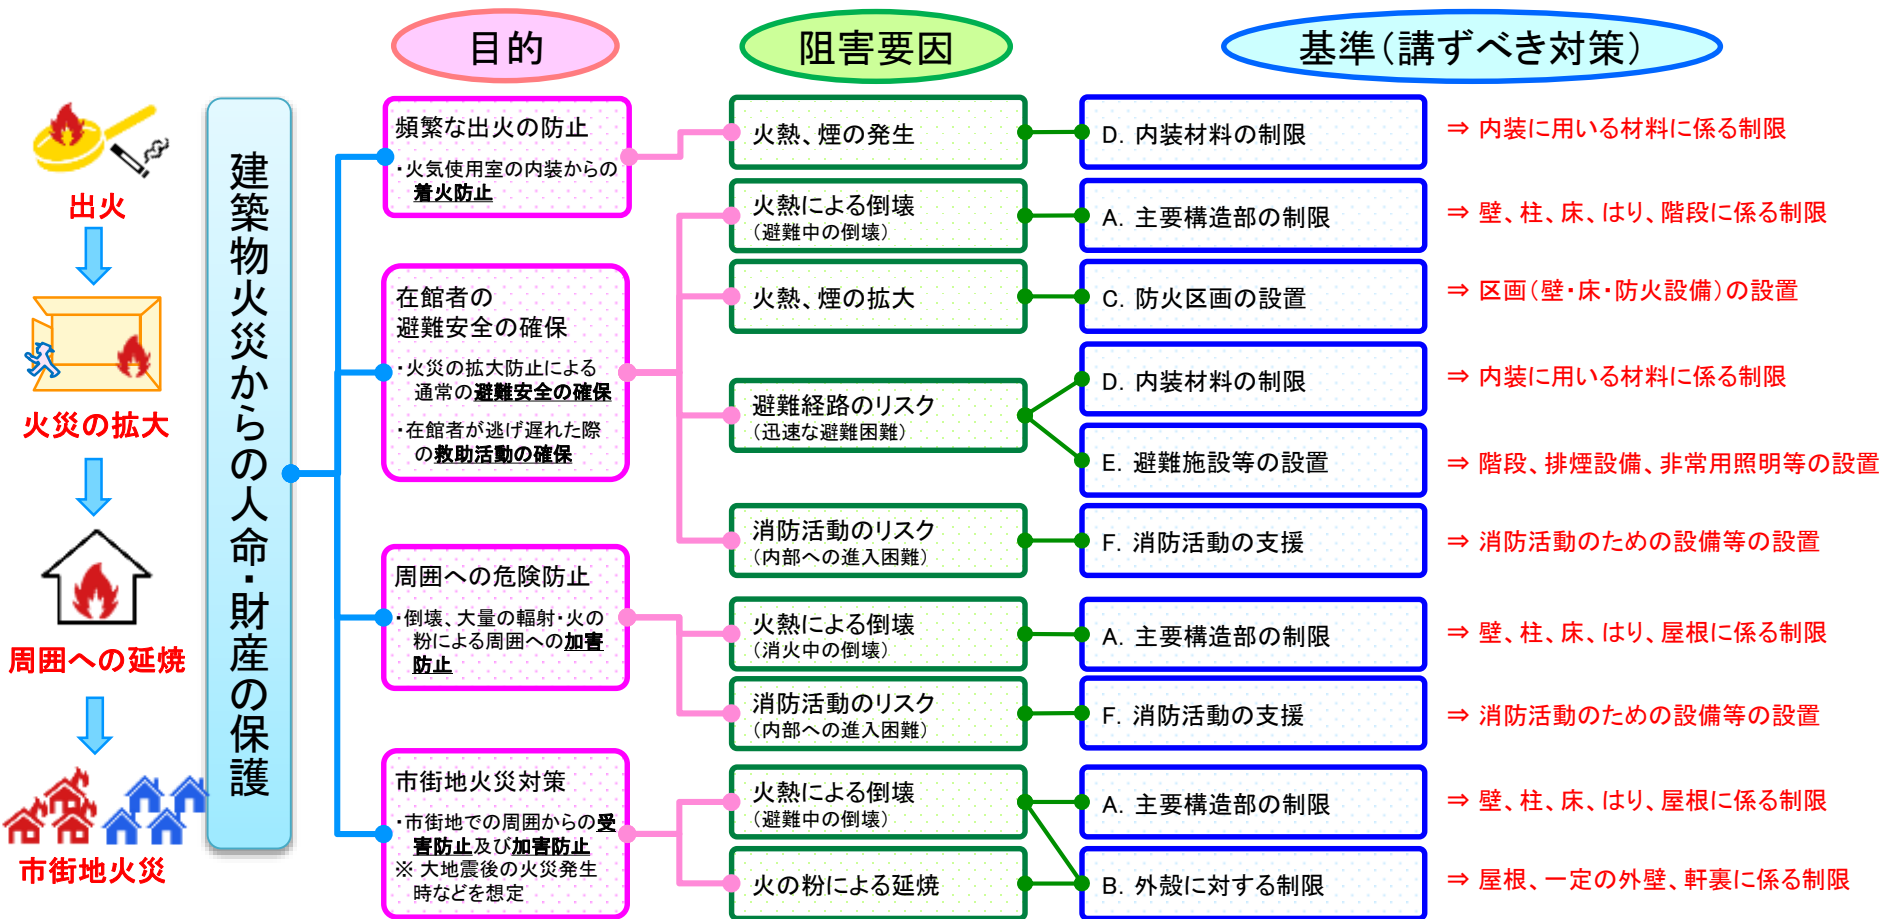 目的
阻害要因
基準（講ずべき対策）
出火
火災の拡大
周囲への延焼
市街地火災
建築物火災からの人命・財産の保護
頻繁な出火の防止
・火気使用室の内装からの
着火防止
在館者の
避難安全の確保
・火災の拡大防止による
通常の避難安全の確保
・在館者が逃げ遅れた際
の救助活動の確保
周囲への危険防止
・倒壊、大量の輻射・火の
粉による周囲への加害
防止
市街地火災対策
・市街地での周囲からの受
害防止及び加害防止
※ 大地震後の火災発生
時などを想定
火熱、煙の発生
火熱による倒壊
（避難中の倒壊）
火熱、煙の拡大
避難経路のリスク
（迅速な避難困難）
消防活動のリスク
（内部への進入困難）
火熱による倒壊
（消火中の倒壊）
消防活動のリスク
（内部への進入困難）
火熱による倒壊
（避難中の倒壊）
火の粉による延焼
D. 内装材料の制限
⇒ 内装に用いる材料に係る制限
A. 主要構造部の制限
⇒ 壁、柱、床、はり、階段に係る制限
C. 防火区画の設置
⇒ 区画（壁・床・防火設備）の設置
D. 内装材料の制限
⇒ 内装に用いる材料に係る制限
E. 避難施設等の設置
⇒ 階段、排煙設備、非常用照明等の設置
F. 消防活動の支援
⇒ 消防活動のための設備等の設置
A. 主要構造部の制限
⇒ 壁、柱、床、はり、屋根に係る制限
F. 消防活動の支援
⇒ 消防活動のための設備等の設置
A. 主要構造部の制限
⇒ 壁、柱、床、はり、屋根に係る制限
B. 外殻に対する制限
⇒ 屋根、一定の外壁、軒裏に係る制限